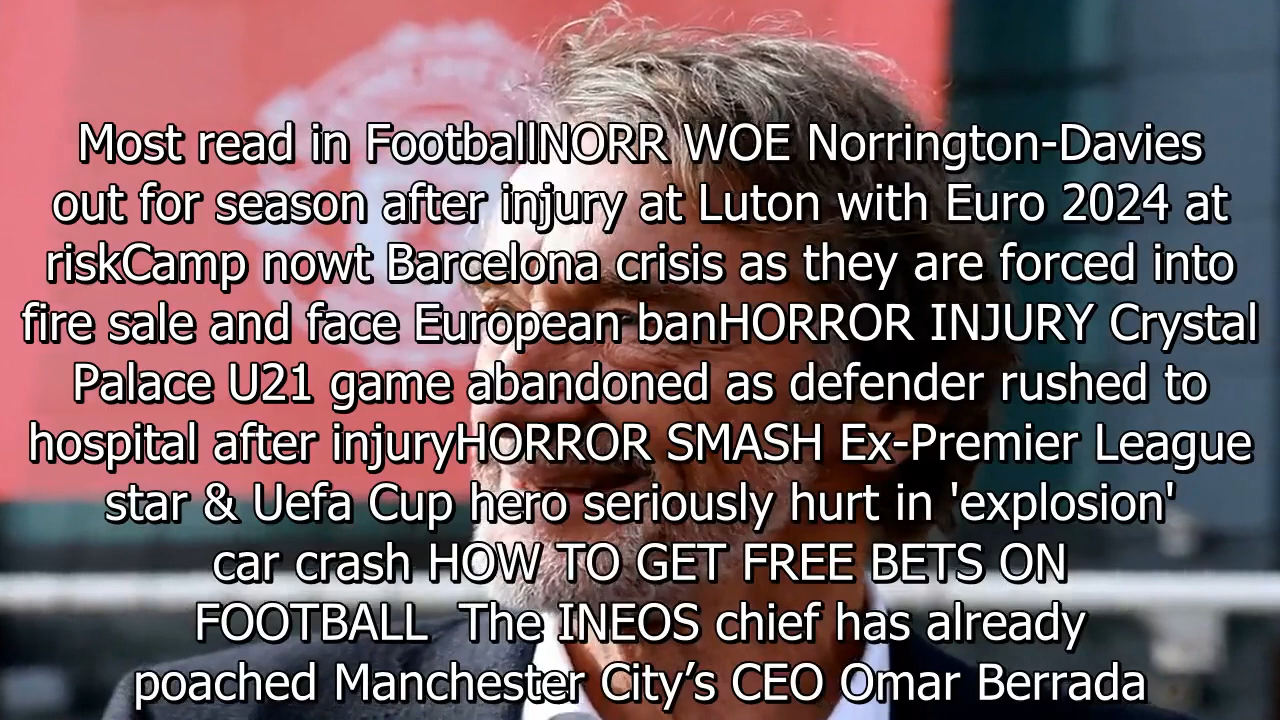 Most read in FootballNORR WOE Norrington-Davies
out for season after injury at Luton with Euro 2024 at
riskCamp nowt Barcelona crisis as they are forced into
fire sale and face European banHORROR INJURY Crystal
Palace U21 game abandoned as defender rushed to
hospital after injuryHORROR SMASH Ex-Premier League
star & Uefa Cup hero seriously hurt in 'explosion'
car crash HOW TO GET FREE BETS ON
FOOTBALL  The INEOS chief has already
poached Manchester City’s CEO Omar Berrada